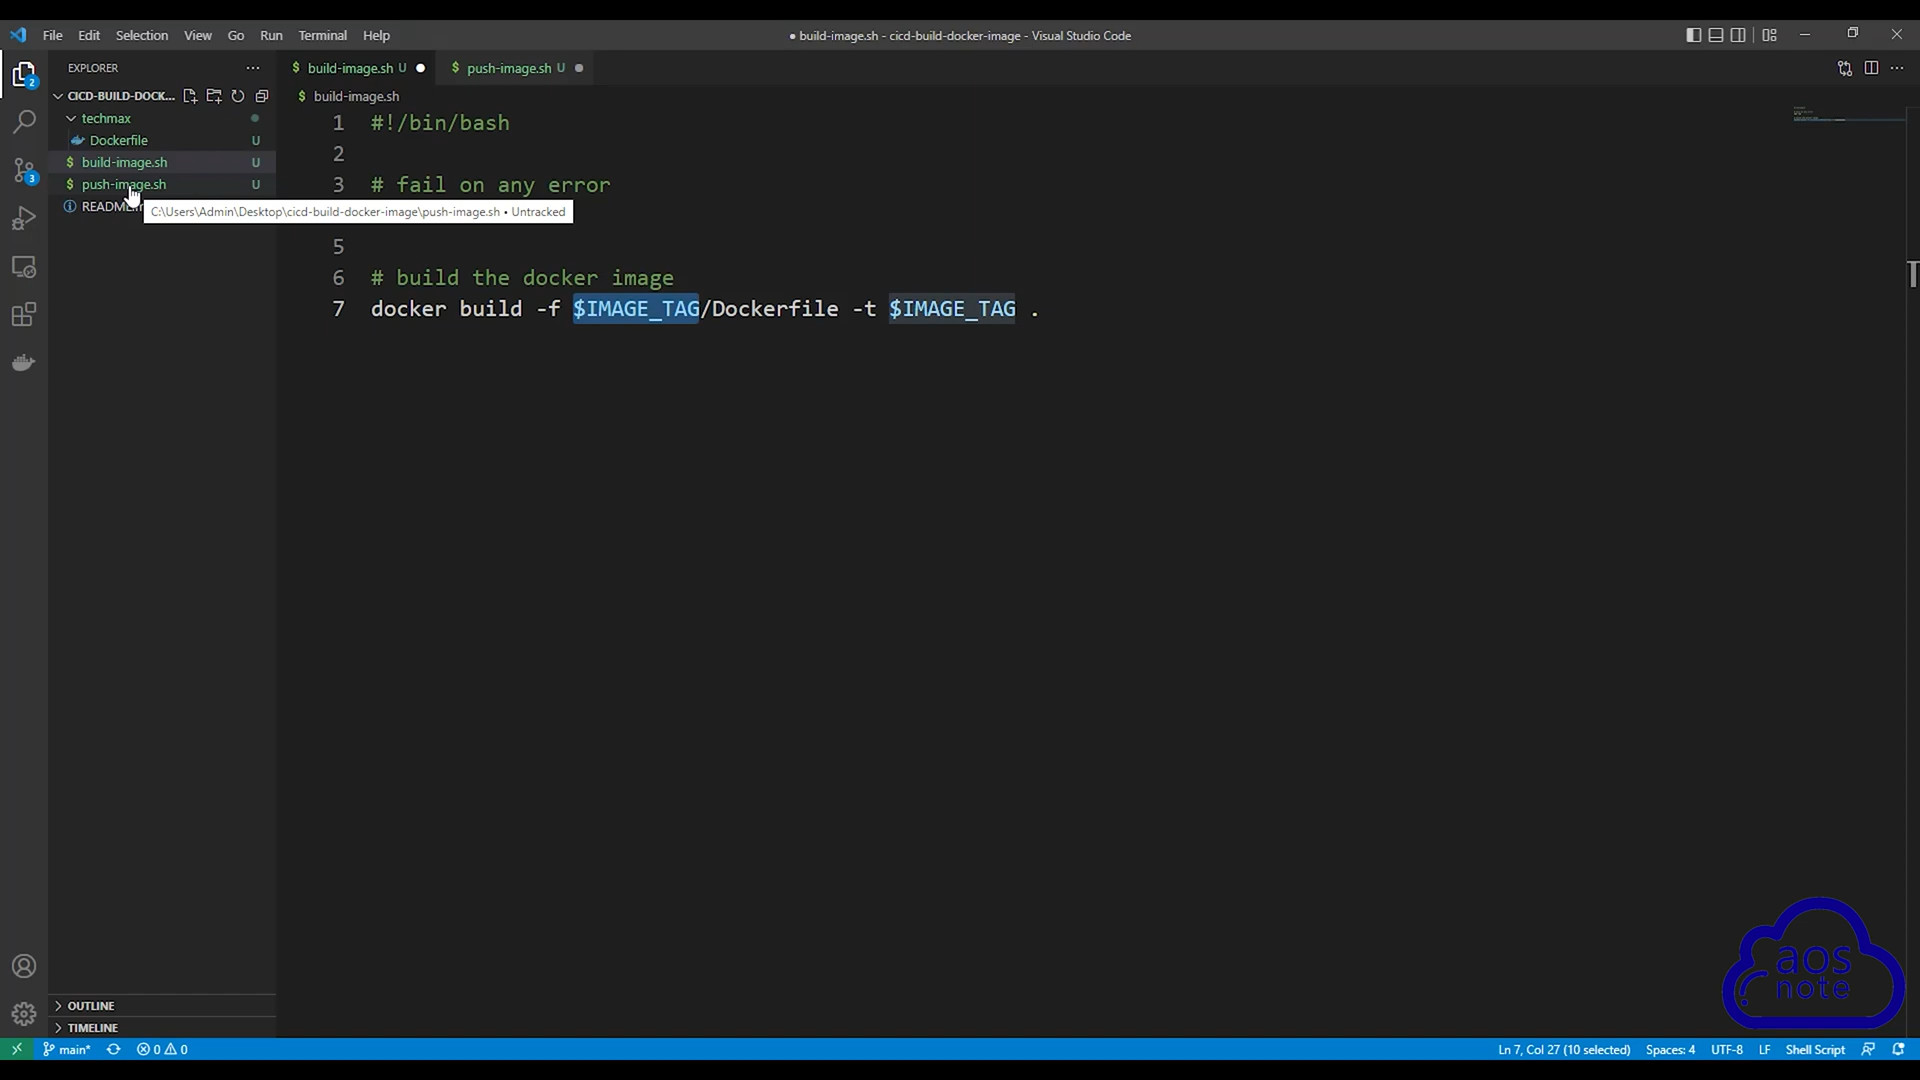 File Edit Selection View Go Run Terminal Help
● build-image.sh - cicd-build-docker-image - Visual Studio Code
EXPLORER
build-image.sh U
push-image.sh U
CICD-BUILD-DOCK...
build-image.sh
techmax
Dockerfile U
build-image.sh U
push-image.sh U
README.m
C:\Users\Admin\Desktop\cicd-build-docker-image\push-image.sh • Untracked
1 #!/bin/bash
2
3 # fail on any error
5
6 # build the docker image
7 docker build -f $IMAGE_TAG/Dockerfile -t $IMAGE_TAG .
2
3
OUTLINE
TIMELINE
aos
note
main* 0 0
Ln 7, Col 27 (10 selected) Spaces: 4 UTF-8 LF Shell Script